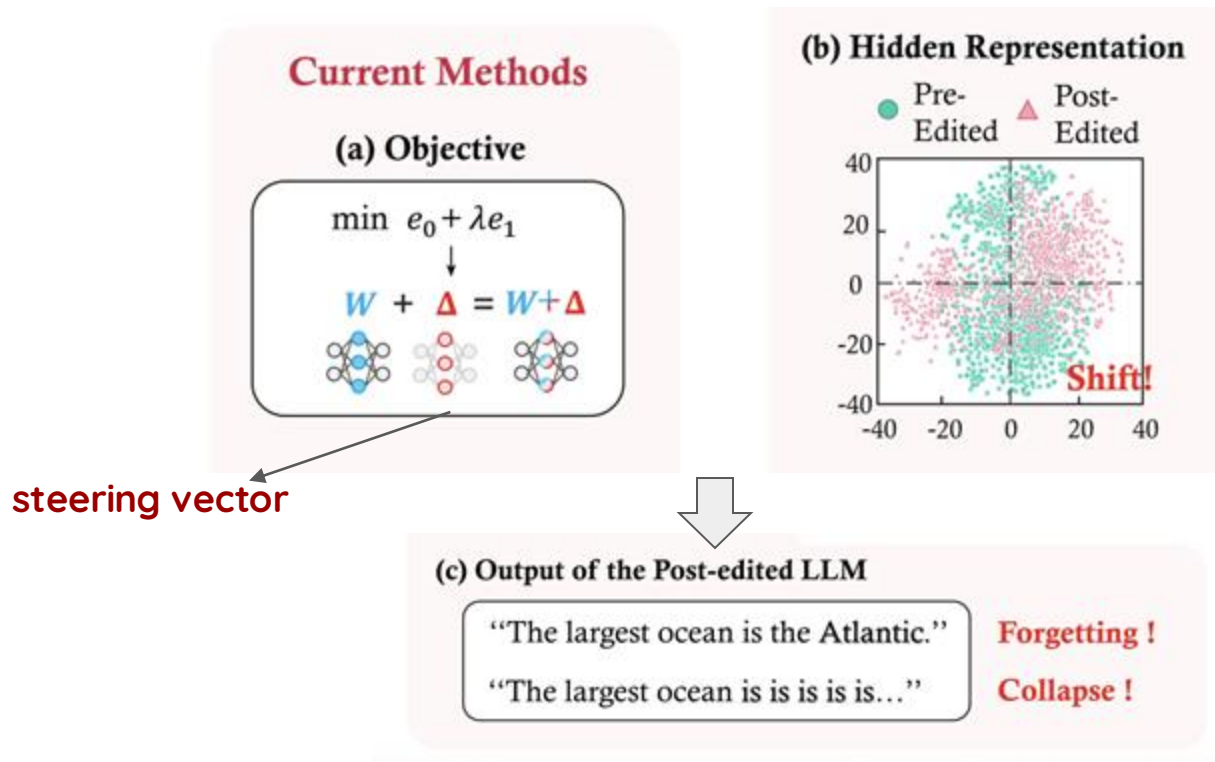 Current Methods
(a) Objective
min e₀ + λe₁
W + Δ = W+Δ
steering vector
(b) Hidden Representation
Pre-
Edited
Post-
Edited
40
20
0
-20
-40
-40 -20 0 20 40
Shift!
(c) Output of the Post-edited LLM
“The largest ocean is the Atlantic.” Forgetting !
“The largest ocean is is is is is...” Collapse !